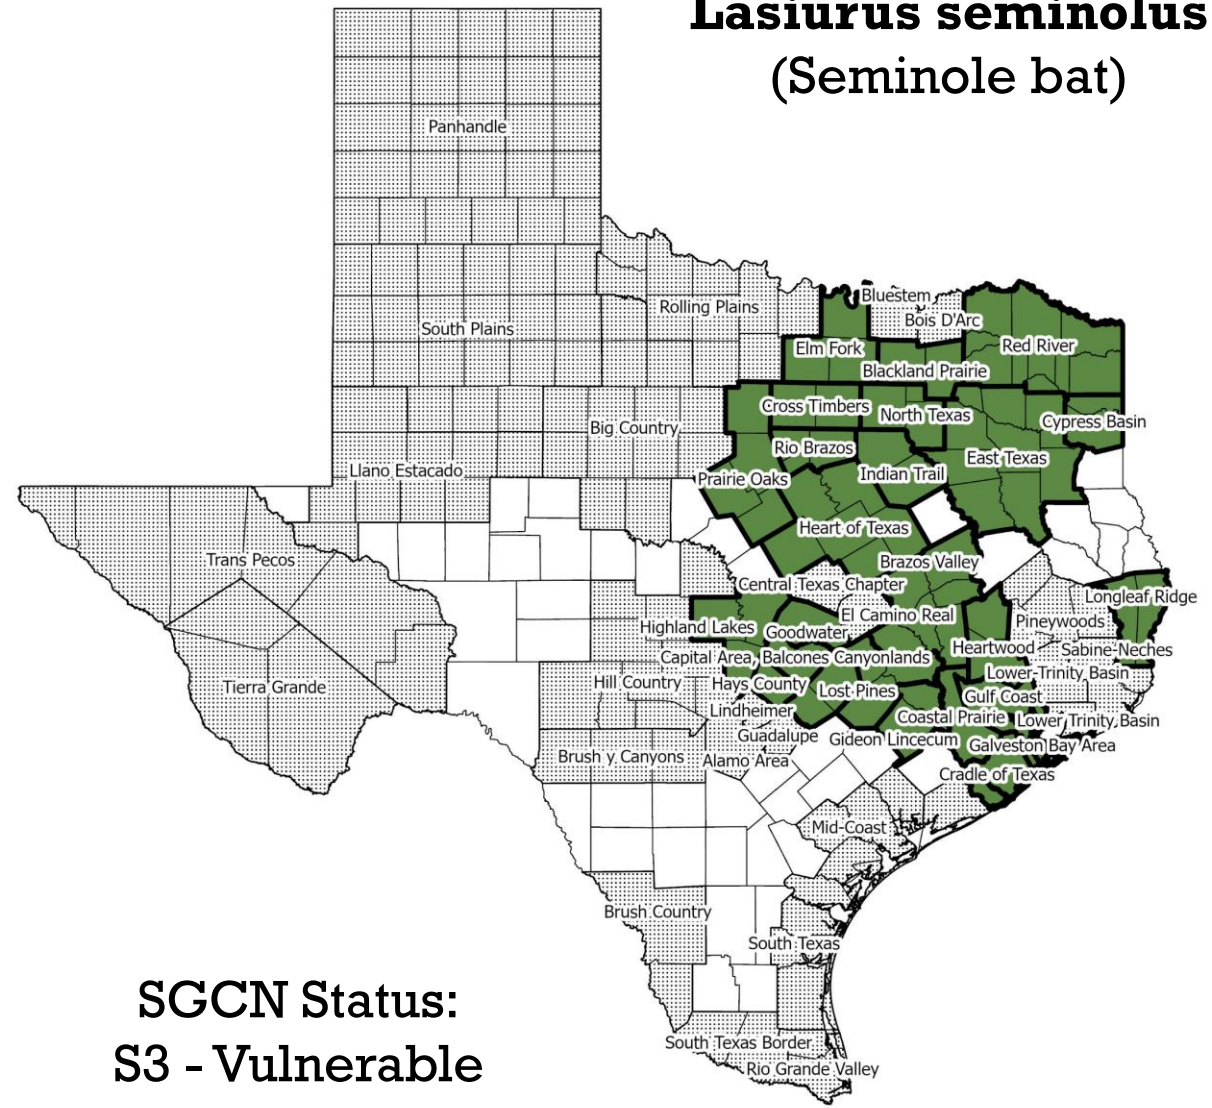 Lasiurus seminolus
(Seminole bat)
Panhandle
Bluestem
Rolling Plains
Bois D'Arc
South Plains
Elm Fork
Red River
Blackland Prairie
Cross Timbers
North Texas
Cypress Basin
Big Country
Rio Brazos
East Texas
Llano Estacado
Prairie Oaks
Indian Trail
Heart of Texas
Trans Pecos
Brazos Valley
Central Texas Chapter
Longleaf Ridge
El Camino Real
Highland Lakes
Goodwater
Pineywoods
Heartwood
Sabine-Neches
Capital Area, Balcones Canyonlands
Lower-Trinity Basin
Tierra Grande
Hill Country
Hays County
Lost Pines
Gulf Coast
Lindheimer
Coastal Prairie
Lower Trinity Basin
Guadalupe
Gideon Lincecum
Galveston Bay Area
Brush y Canyons
Alamo Area
Cradle of Texas
Mid-Coast
Brush Country
South Texas
SGCN Status:
S3 - Vulnerable
South Texas Border
Rio Grande Valley